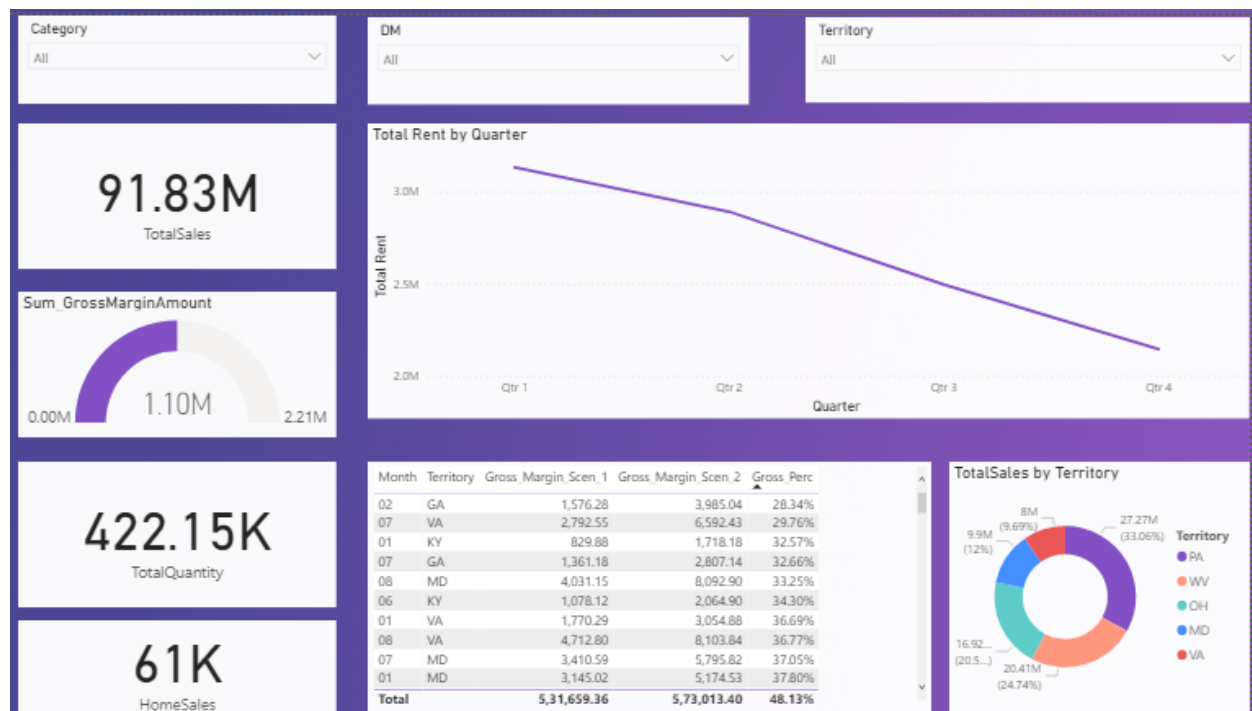 Category
All
DM
All
Territory
All
91.83M
TotalSales
Total Rent by Quarter
Total Rent
3.0M
2.5M
2.0M
Qtr 1 Qtr 2 Qtr 3 Qtr 4
Quarter
Sum_GrossMarginAmount
1.10M
0.00M 2.21M
422.15K
TotalQuantity
61K
HomeSales
Month Territory Gross_Margin_Scen_1 Gross_Margin_Scen_2 Gross_Perc
02 GA 1,576.28 3,985.04 28.34%
07 VA 2,792.55 6,592.43 29.76%
01 KY 829.88 1,718.18 32.57%
07 GA 1,361.18 2,807.14 32.66%
08 MD 4,031.15 8,092.90 33.25%
06 KY 1,078.12 2,064.90 34.30%
01 VA 1,770.29 3,054.88 36.69%
08 VA 4,712.80 8,103.84 36.77%
07 MD 3,410.59 5,795.82 37.05%
01 MD 3,145.02 5,174.53 37.80%
Total 5,31,659.36 5,73,013.40 48.13%
TotalSales by Territory
8M
(9.69%)
27.27M
(33.06%)
9.9M
(12%)
16.92...
(20.5...)
20.41M
(24.74%)
Territory
PA
WV
OH
MD
VA